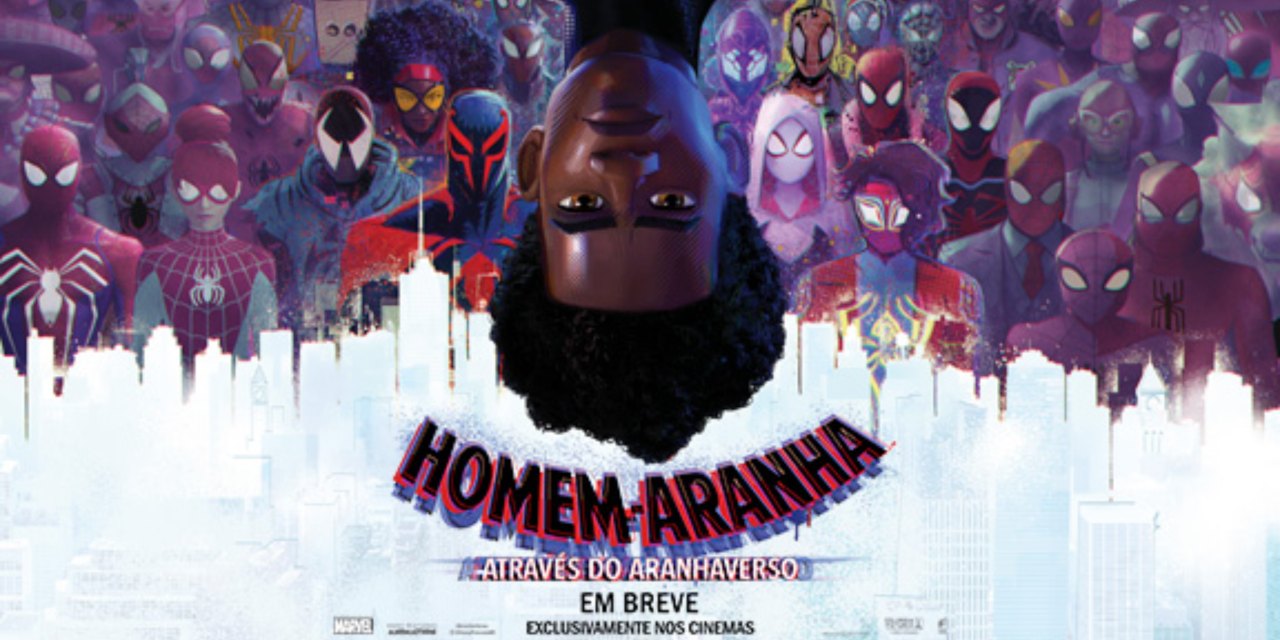 HOMEM-ARANHA
ATRAVÉS DO ARANHAVERSO
EM BREVE
MARVEL
EXCLUSIVAMENTE NOS CINEMAS